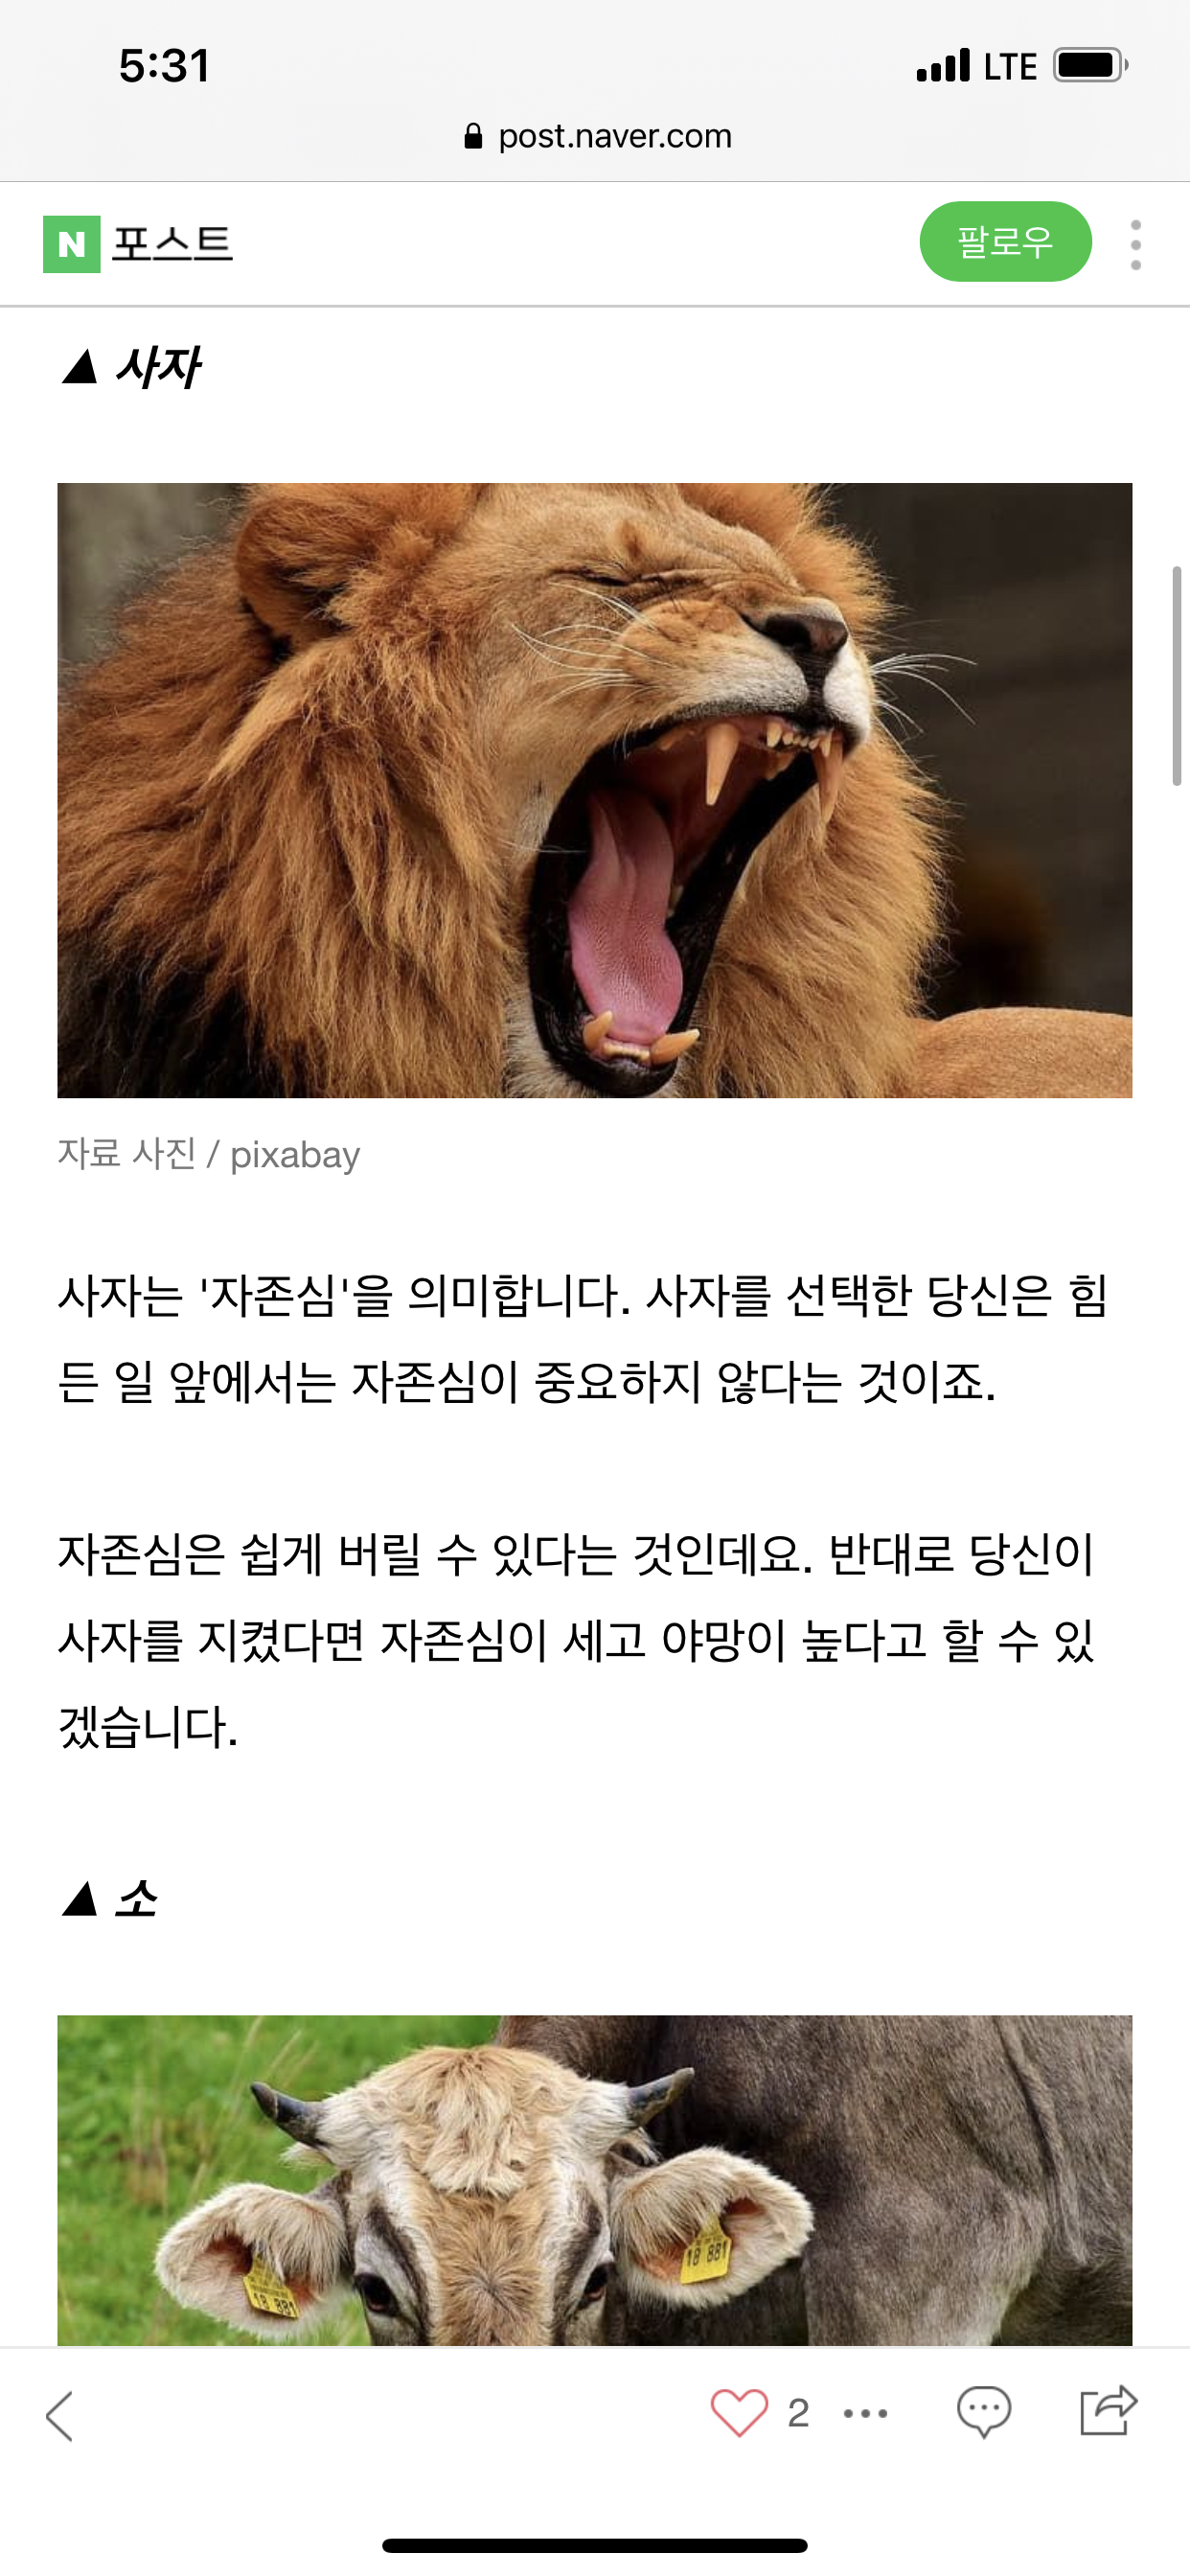 5:31
LTE
post.naver.com
N 포스트
팔로우
▲ 사자
자료 사진 / pixabay
사자는 '자존심'을 의미합니다. 사자를 선택한 당신은 힘
든 일 앞에서는 자존심이 중요하지 않다는 것이죠.
자존심은 쉽게 버릴 수 있다는 것인데요. 반대로 당신이
사자를 지켰다면 자존심이 세고 야망이 높다고 할 수 있
겠습니다.
▲ 소
18 881
18 881
2